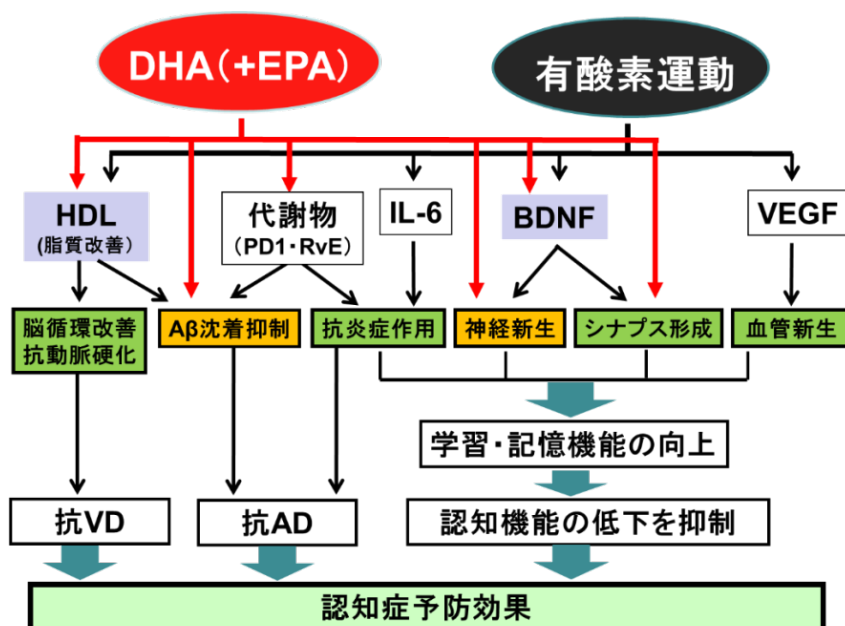 DHA(+EPA)
有酸素運動
HDL
(脂質改善)
代謝物
(PD1・RvE)
IL-6
BDNF
VEGF
脳循環改善
抗動脈硬化
Aβ沈着抑制
抗炎症作用
神経新生
シナプス形成
血管新生
学習・記憶機能の向上
抗VD
抗AD
認知機能の低下を抑制
認知症予防効果